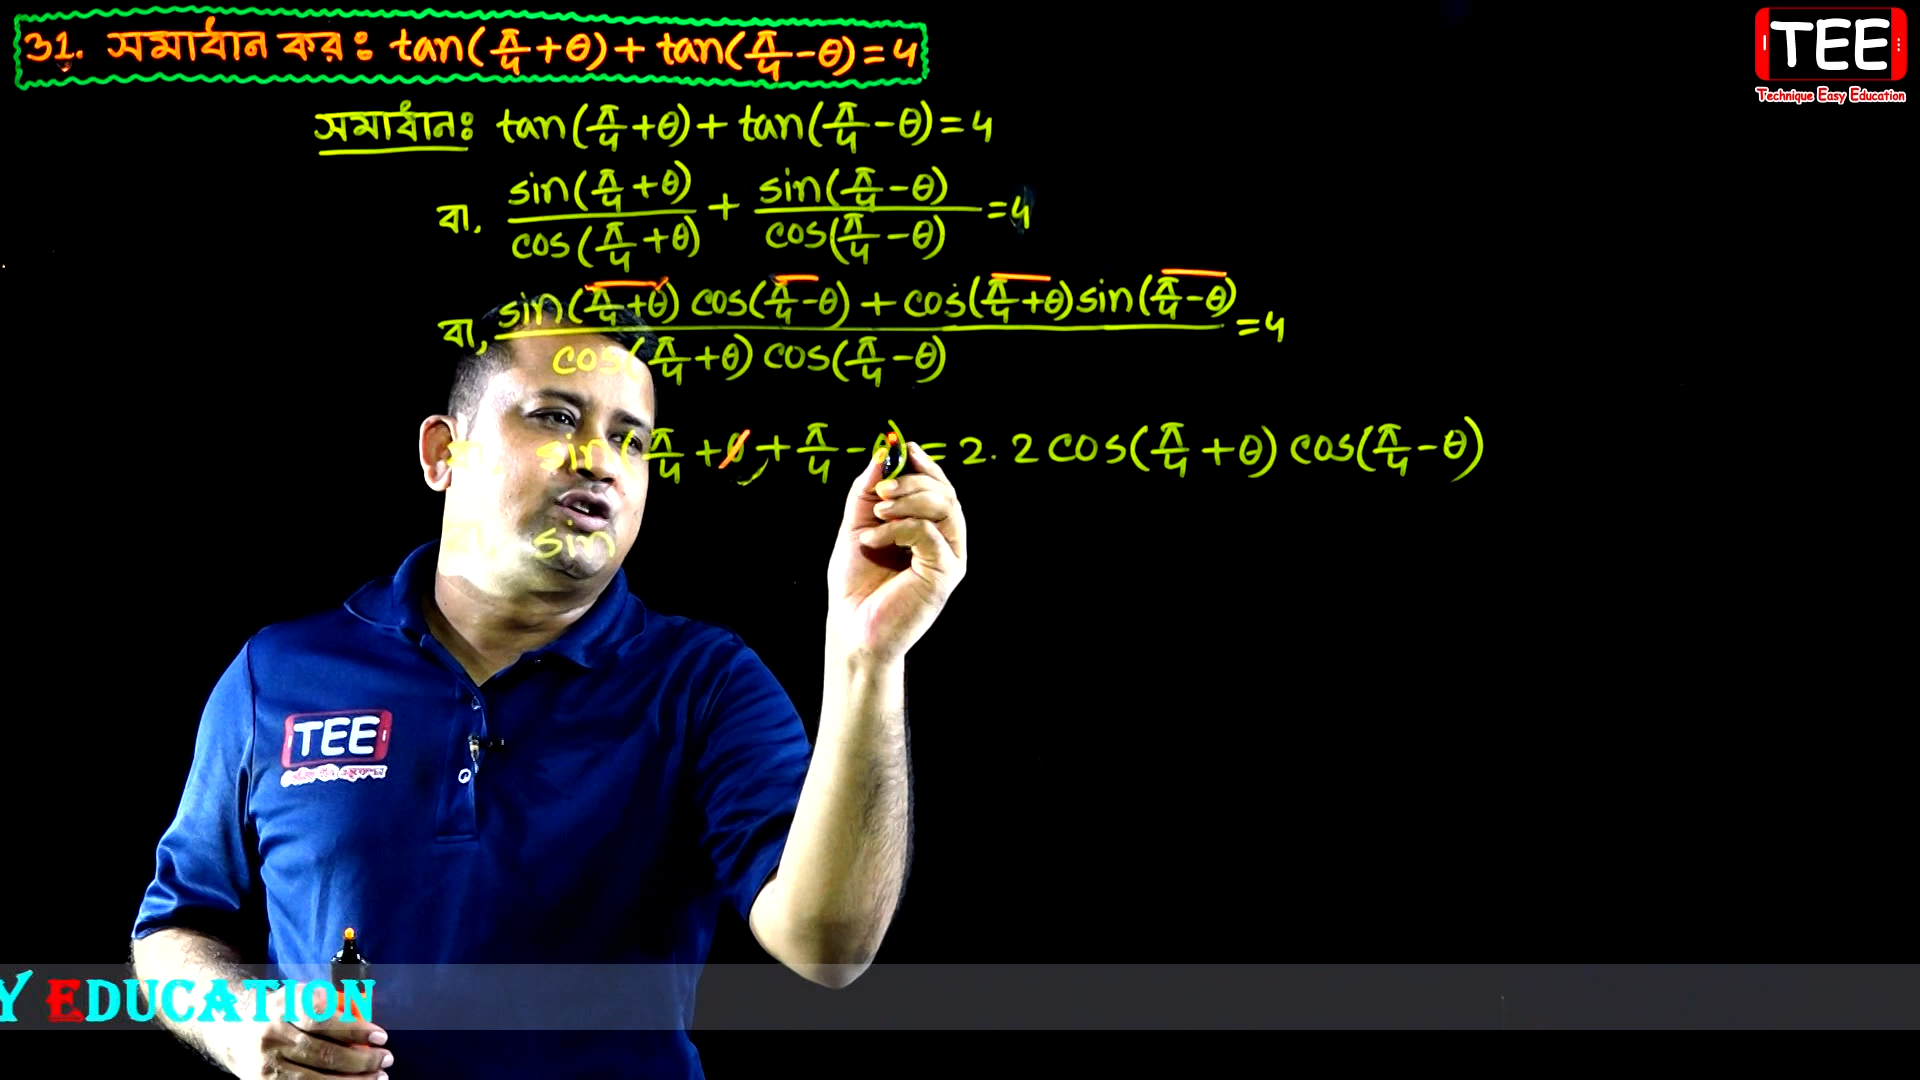 31. সমাধান কর: tan(π/4+θ)+tan(π/4-θ)=4
TEE
Technique Easy Education
সমাধান: tan(π/4+θ)+tan(π/4-θ)=4
বা, sin(π/4+θ)/cos(π/4+θ) + sin(π/4-θ)/cos(π/4-θ) =4
বা, sin(π/4+θ) cos(π/4-θ)+cos(π/4+θ)sin(π/4-θ)/cos(π/4+θ) cos(π/4-θ) =4
বা, sin(π/4+θ+π/4-θ)=2.2cos(π/4+θ) cos(π/4-θ)
বা, sin
TEE
Y EDUCATION